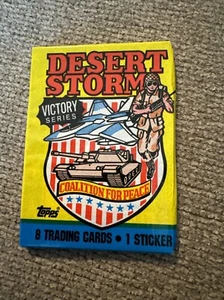 DESERT
STORM
VICTORY
SERIES
COALITION FOR PEACE
TOPPS
8 TRADING CARDS • 1 STICKER